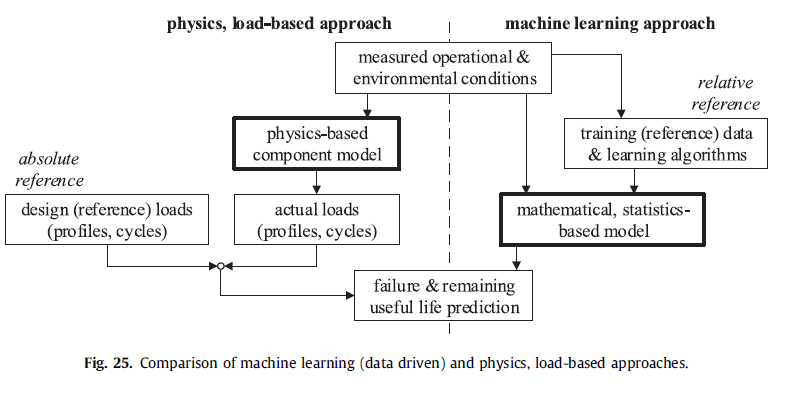 physics, load-based approach
machine learning approach
measured operational &
environmental conditions
relative
reference
physics-based
component model
training (reference) data
& learning algorithms
absolute
reference
design (reference) loads
(profiles, cycles)
actual loads
(profiles, cycles)
mathematical, statistics-
based model
failure & remaining
useful life prediction
Fig. 25. Comparison of machine learning (data driven) and physics, load-based approaches.